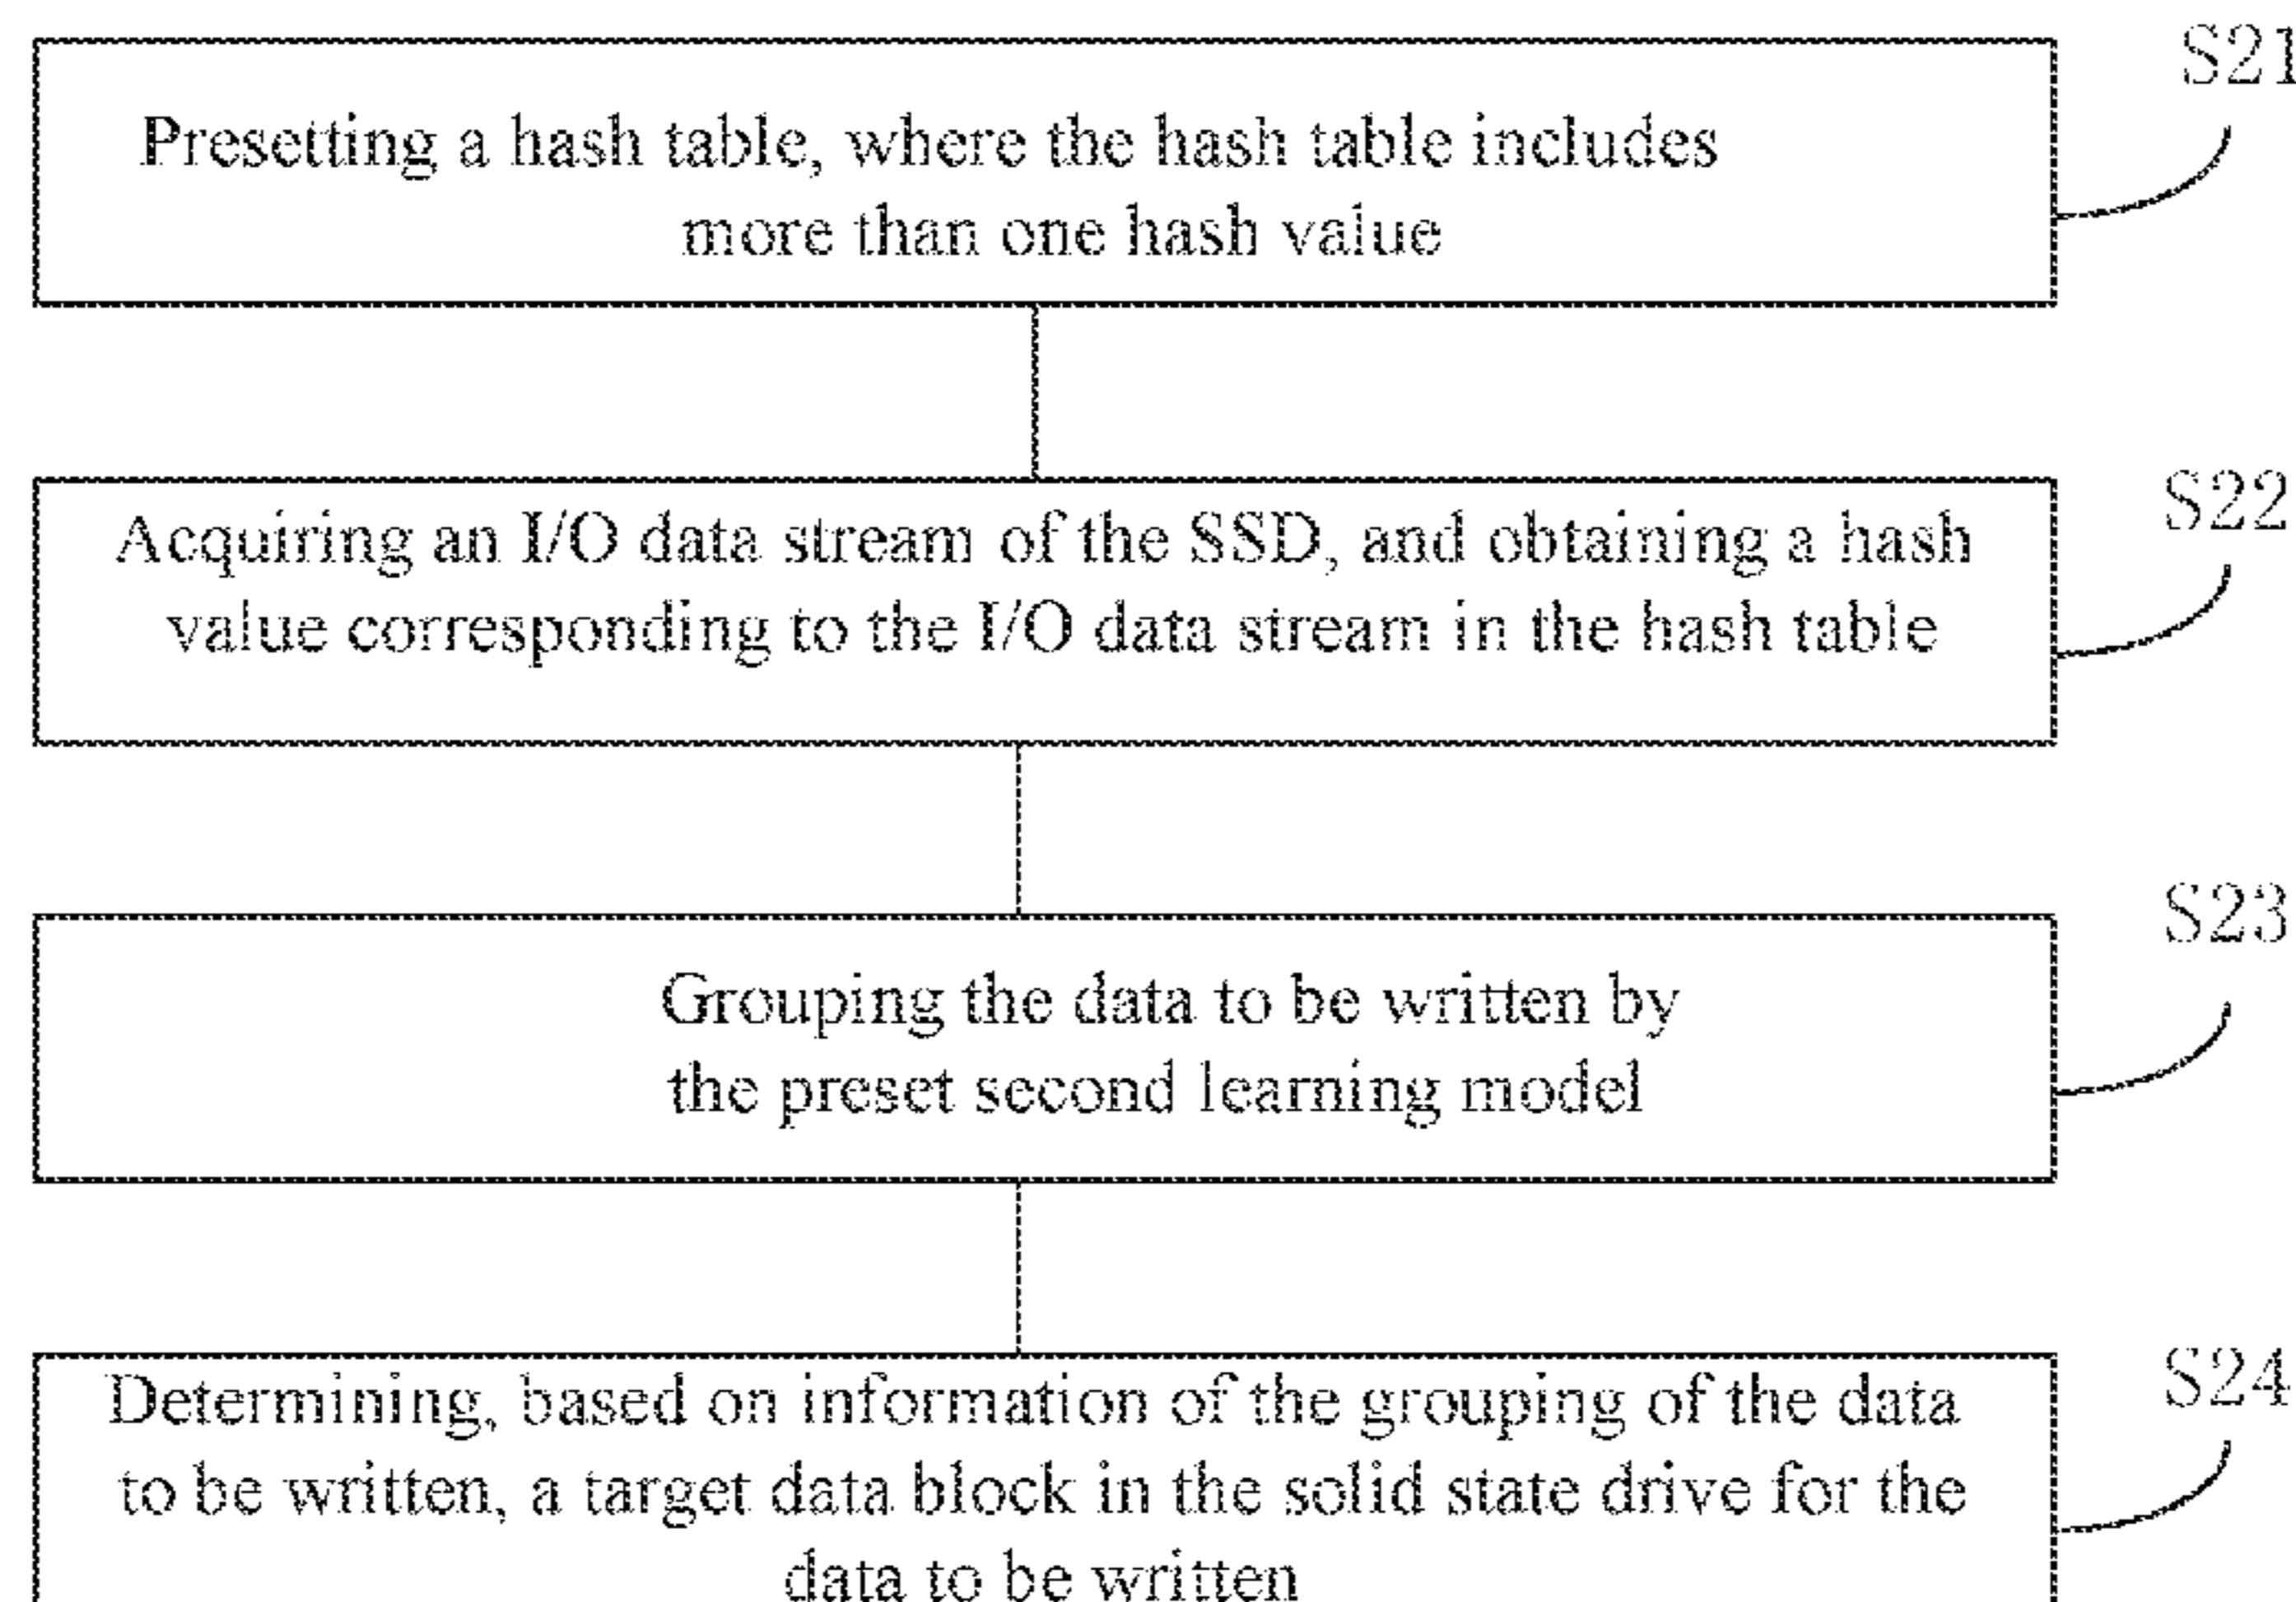 S21
Presetting a hash table, where the hash table includes
more than one hash value
S22
Acquiring an I/O data stream of the SSD, and obtaining a hash
value corresponding to the I/O data stream in the hash table
S23
Grouping the data to be written by
the preset second learning model
S24
Determining, based on information of the grouping of the data
to be written, a target data block in the solid state drive for the
data to be written